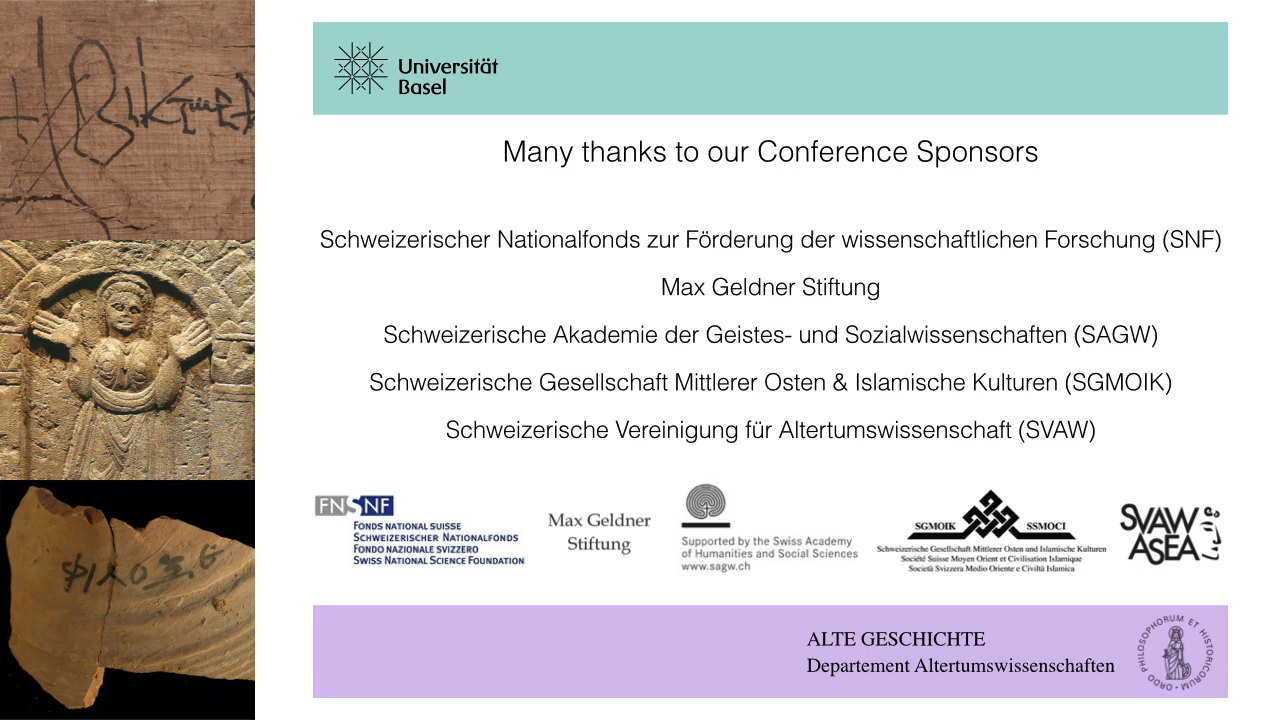 Universität
Basel
Many thanks to our Conference Sponsors
Schweizerischer Nationalfonds zur Förderung der wissenschaftlichen Forschung (SNF)
Max Geldner Stiftung
Schweizerische Akademie der Geistes- und Sozialwissenschaften (SAGW)
Schweizerische Gesellschaft Mittlerer Osten & Islamische Kulturen (SGMOIK)
Schweizerische Vereinigung für Altertumswissenschaft (SVAW)
FNSNF
FONDS NATIONAL SUISSE
SCHWEIZERISCHER NATIONALFONDS
FONDO NAZIONALE SVIZZERO
SWISS NATIONAL SCIENCE FOUNDATION
Max Geldner
Stiftung
Supported by the Swiss Academy
of Humanities and Social Sciences
www.sagw.ch
SGMOIK SSMOCI
Schweizerische Gesellschaft Mittlerer Osten und Islamische Kulturen
Société Suisse Moyen Orient et Civilisation Islamique
Società Svizzera Medio Oriente e Civiltà Islamica
SVAW
ASEA
ALTE GESCHICHTE
Departement Altertumswissenschaften
ORDO PHILOSOPHORUM ET HISTORICORUM